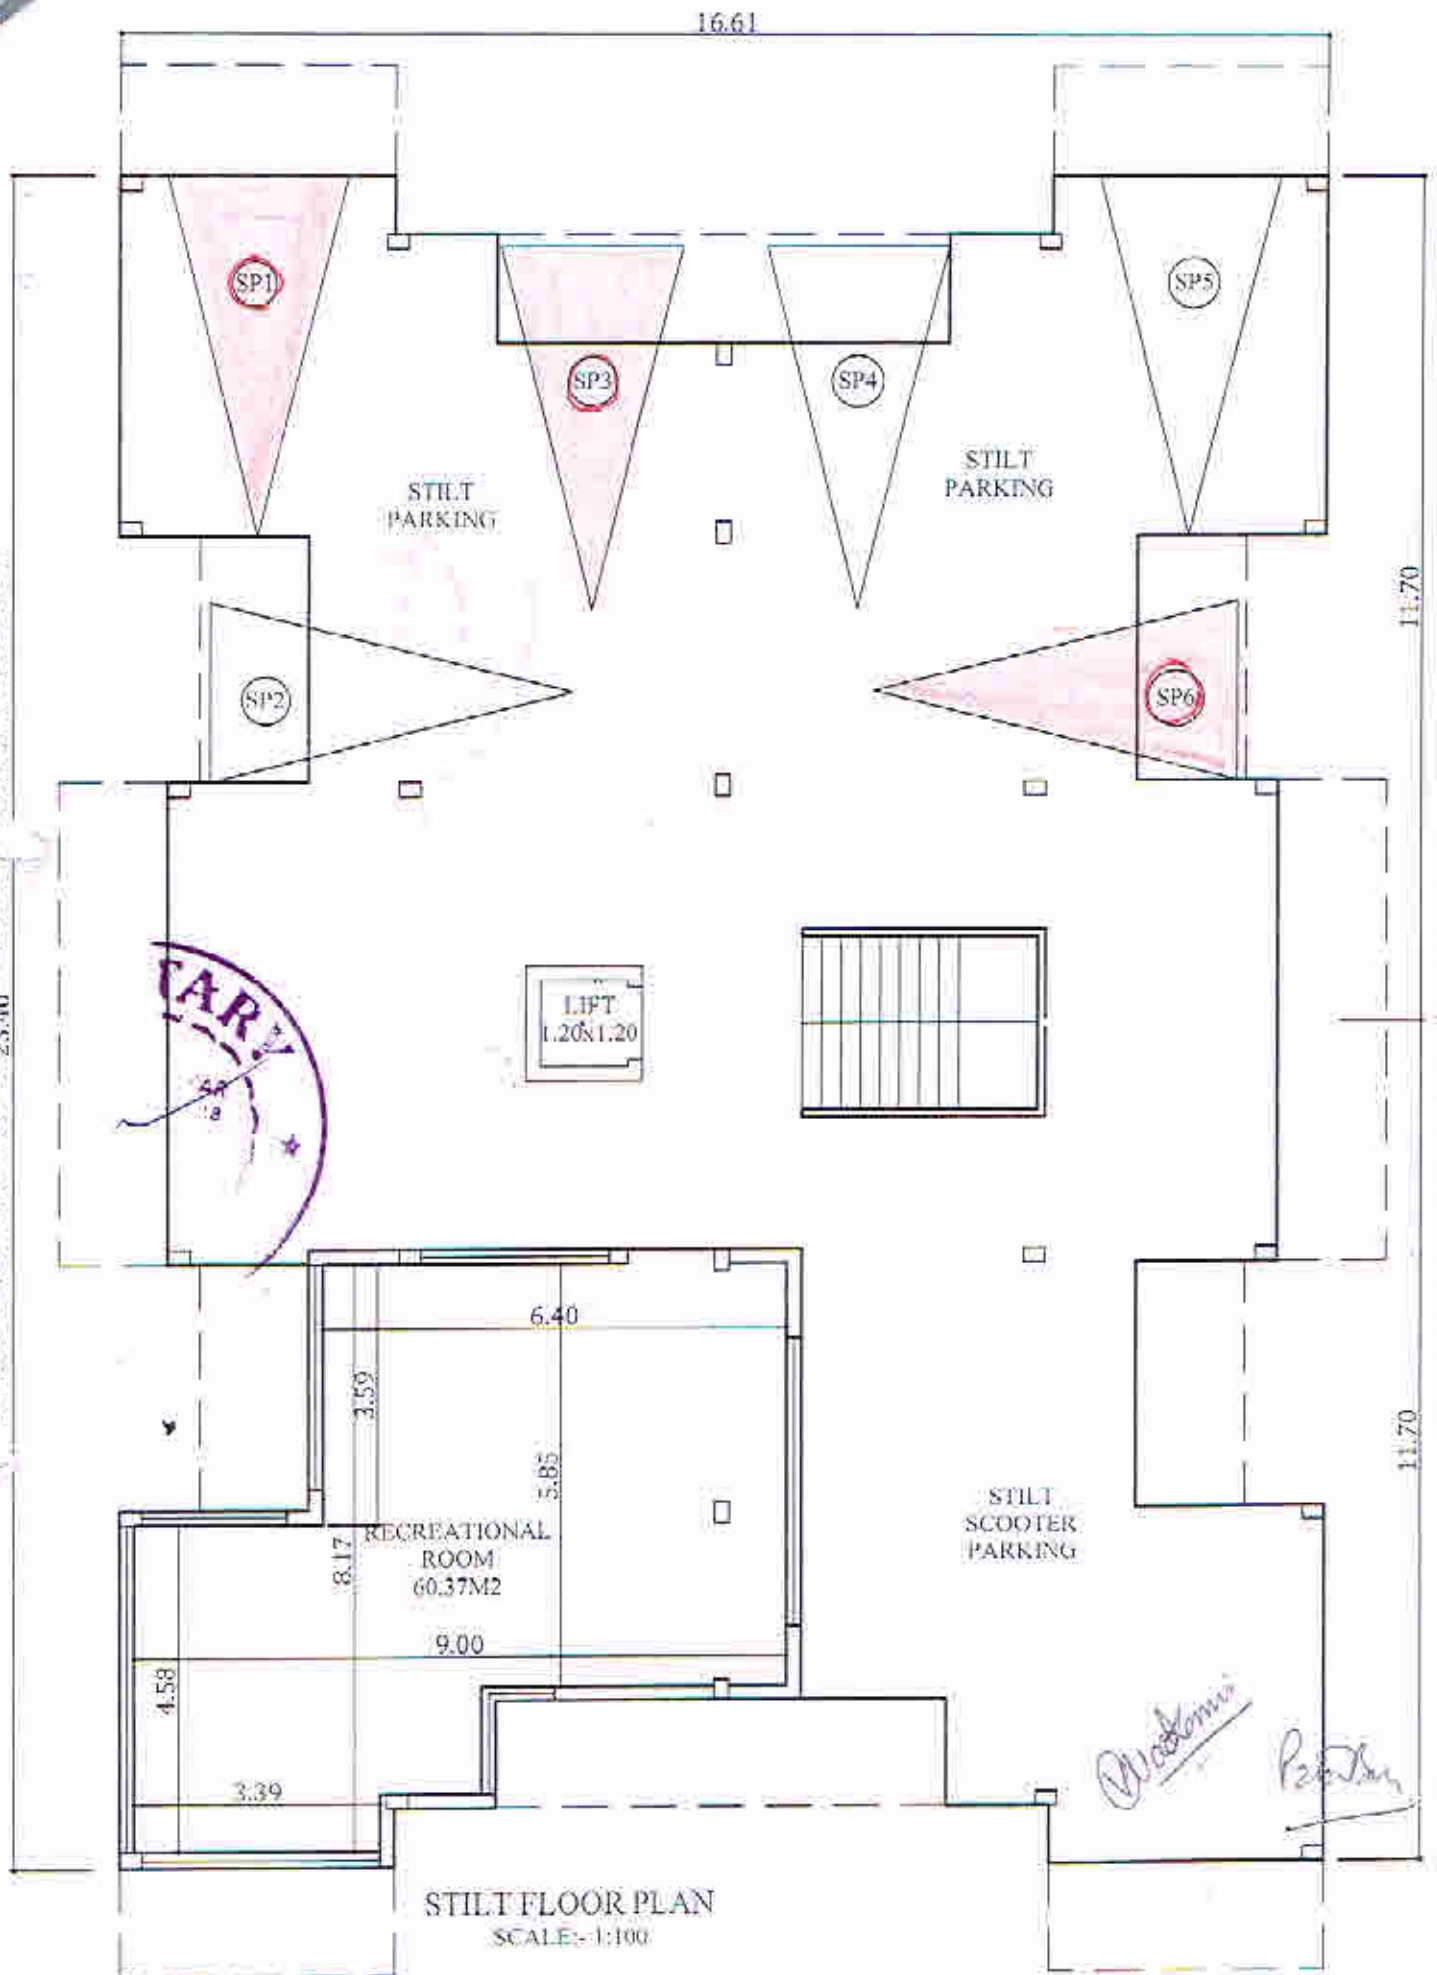 16.61
SP1
SP5
SP3
SP4
STILT
PARKING
STILT
PARKING
11.70
SP2
SP6
TARY
LIFT
1.20x1.20
AR
6.40
3.59
5.85
11.70
RECREATIONAL
ROOM
60.37M2
8.17
STILT
SCOOTER
PARKING
9.00
4.58
3.39
STILT FLOOR PLAN
SCALE:- 1:100